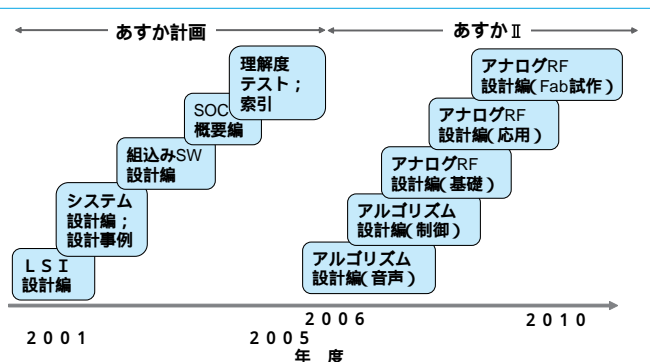 あすか計画
あすかⅡ
理解度
テスト；
索引
SOC
概要編
組込みSW
設計編
システム
設計編；
設計事例
ＬＳＩ
設計編
アナログRF
設計編(Fab試作)
アナログRF
設計編(応用)
アナログRF
設計編(基礎)
アルゴリズム
設計編(制御)
アルゴリズム
設計編(音声)
2001
2005
2006
2010
年 度